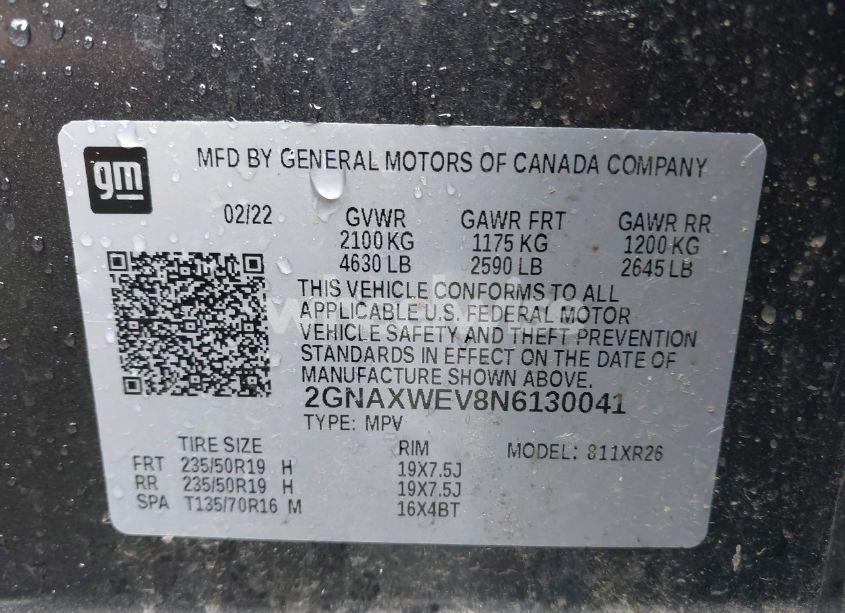 gm
MFD BY GENERAL MOTORS OF CANADA COMPANY
02/22 GVWR GAWR FRT GAWR RR
2100 KG 1175 KG 1200 KG
4630 LB 2590 LB 2645 LB
THIS VEHICLE CONFORMS TO ALL
APPLICABLE U.S. FEDERAL MOTOR
VEHICLE SAFETY AND THEFT PREVENTION
STANDARDS IN EFFECT ON THE DATE OF
MANUFACTURE SHOWN ABOVE.
2GNAXWEV8N6130041
TYPE: MPV
TIRE SIZE RIM MODEL: 811XR26
FRT 235/50R19 H 19X7.5J
RR 235/50R19 H 19X7.5J
SPA T135/70R16 M 16X4BT